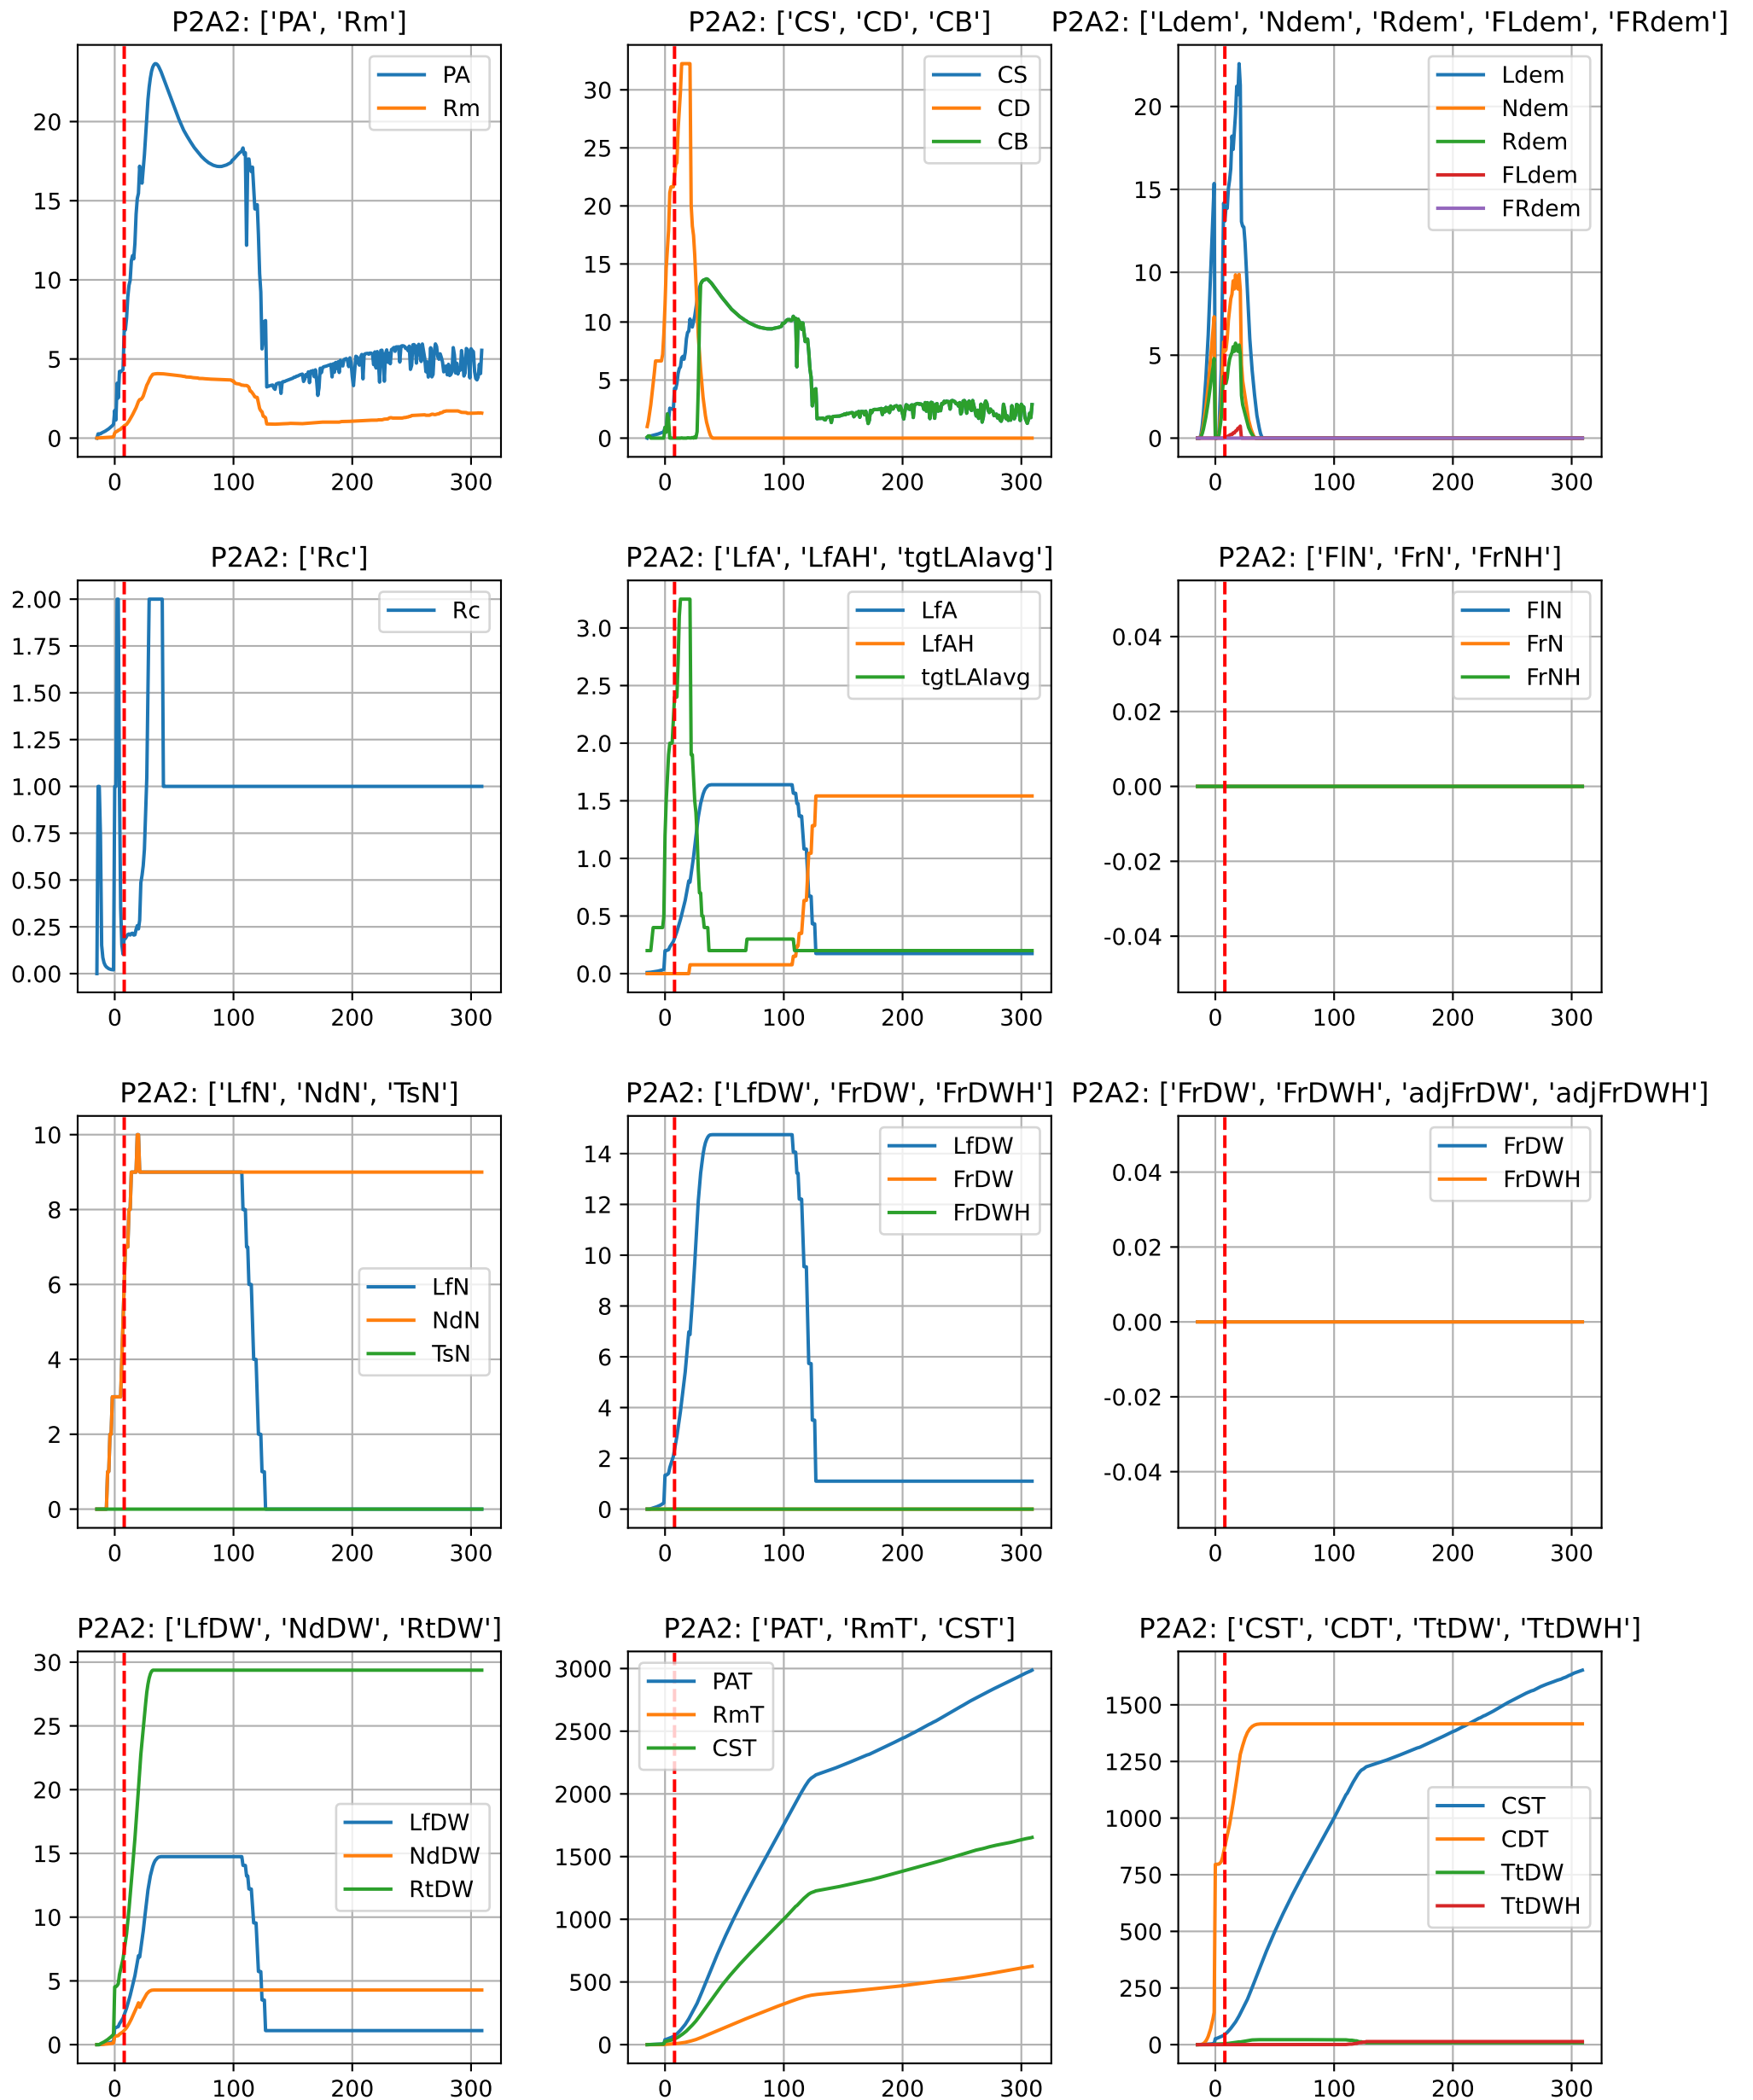 P2A2: ['PA', 'Rm']
20
15
10
5
0
0 100 200 300
PA
Rm
P2A2: ['CS', 'CD', 'CB']
30
25
20
15
10
5
0
0 100 200 300
CS
CD
CB
P2A2: ['Ldem', 'Ndem', 'Rdem', 'FLdem', 'FRdem']
20
15
10
5
0
0 100 200 300
Ldem
Ndem
Rdem
FLdem
FRdem
P2A2: ['Rc']
2.00
1.75
1.50
1.25
1.00
0.75
0.50
0.25
0.00
0 100 200 300
Rc
P2A2: ['LfA', 'LfAH', 'tgtLAIavg']
3.0
2.5
2.0
1.5
1.0
0.5
0.0
0 100 200 300
LfA
LfAH
tgtLAIavg
P2A2: ['FlN', 'FrN', 'FrNH']
0.04
0.02
0.00
-0.02
-0.04
0 100 200 300
FlN
FrN
FrNH
P2A2: ['LfN', 'NdN', 'TsN']
10
8
6
4
2
0
0 100 200 300
LfN
NdN
TsN
P2A2: ['LfDW', 'FrDW', 'FrDWH']
14
12
10
8
6
4
2
0
0 100 200 300
LfDW
FrDW
FrDWH
P2A2: ['FrDW', 'FrDWH', 'adjFrDW', 'adjFrDWH']
0.04
0.02
0.00
-0.02
-0.04
0 100 200 300
FrDW
FrDWH
P2A2: ['LfDW', 'NdDW', 'RtDW']
30
25
20
15
10
5
0
0 100 200 300
LfDW
NdDW
RtDW
P2A2: ['PAT', 'RmT', 'CST']
3000
2500
2000
1500
1000
500
0
0 100 200 300
PAT
RmT
CST
P2A2: ['CST', 'CDT', 'TtDW', 'TtDWH']
1500
1250
1000
750
500
250
0
0 100 200 300
CST
CDT
TtDW
TtDWH